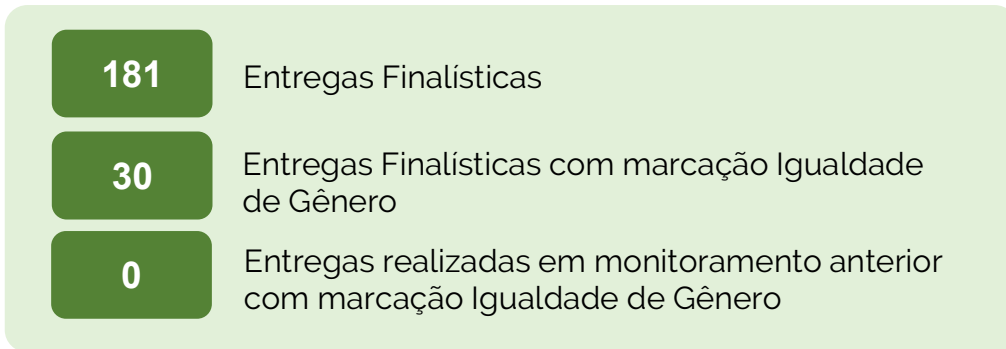 181
Entregas Finalísticas
30
Entregas Finalísticas com marcação Igualdade
de Gênero
0
Entregas realizadas em monitoramento anterior
com marcação Igualdade de Gênero